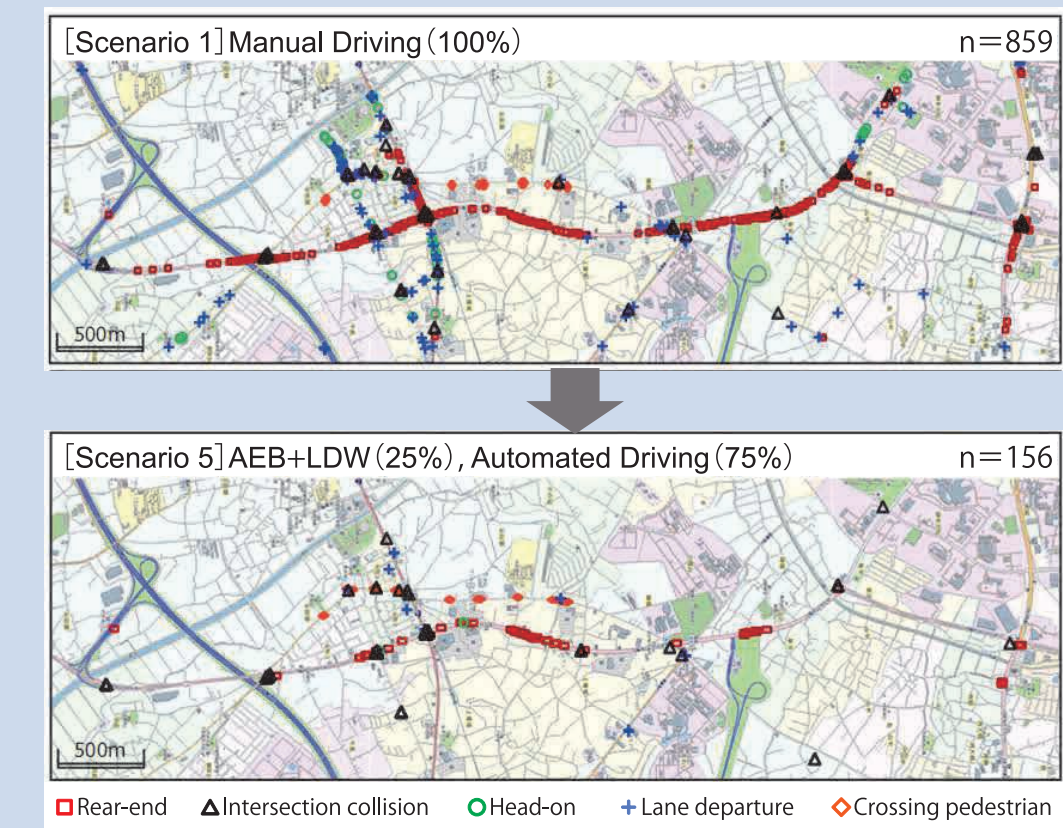 [Scenario 1] Manual Driving (100%) n=859
500m
[Scenario 5] AEB+LDW (25%), Automated Driving (75%) n=156
500m
Rear-end Intersection collision Head-on Lane departure Crossing pedestrian